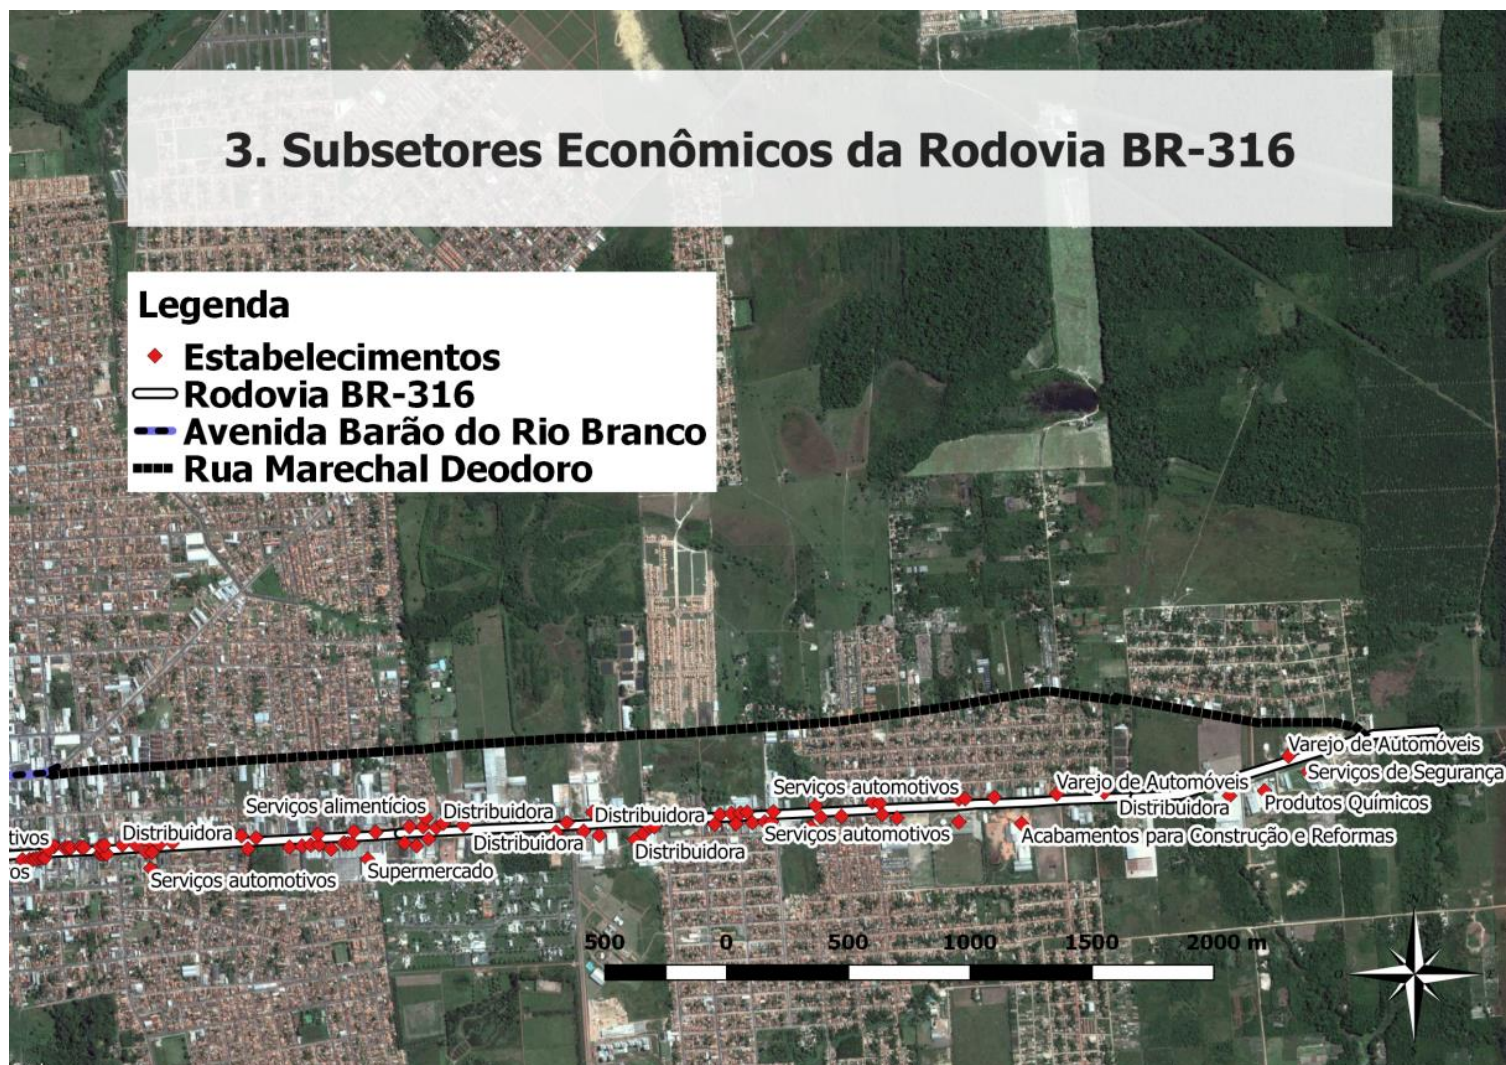 3. Subsetores Econômicos da Rodovia BR-316
Legenda
Estabelecimentos
Rodovia BR-316
Avenida Barão do Rio Branco
Rua Marechal Deodoro
Varejo de Automóveis
Serviços de Segurança
Serviços automotivos
Varejo de Automóveis
Produtos Químicos
Serviços alimentícios
Distribuidora
Distribuidora
Distribuidora
tivos
Distribuidora
Distribuidora
Serviços automotivos
Acabamentos para Construção e Reformas
Distribuidora
os
Serviços automotivos
Supermercado
500 0 500 1000 1500 2000 m
N
O